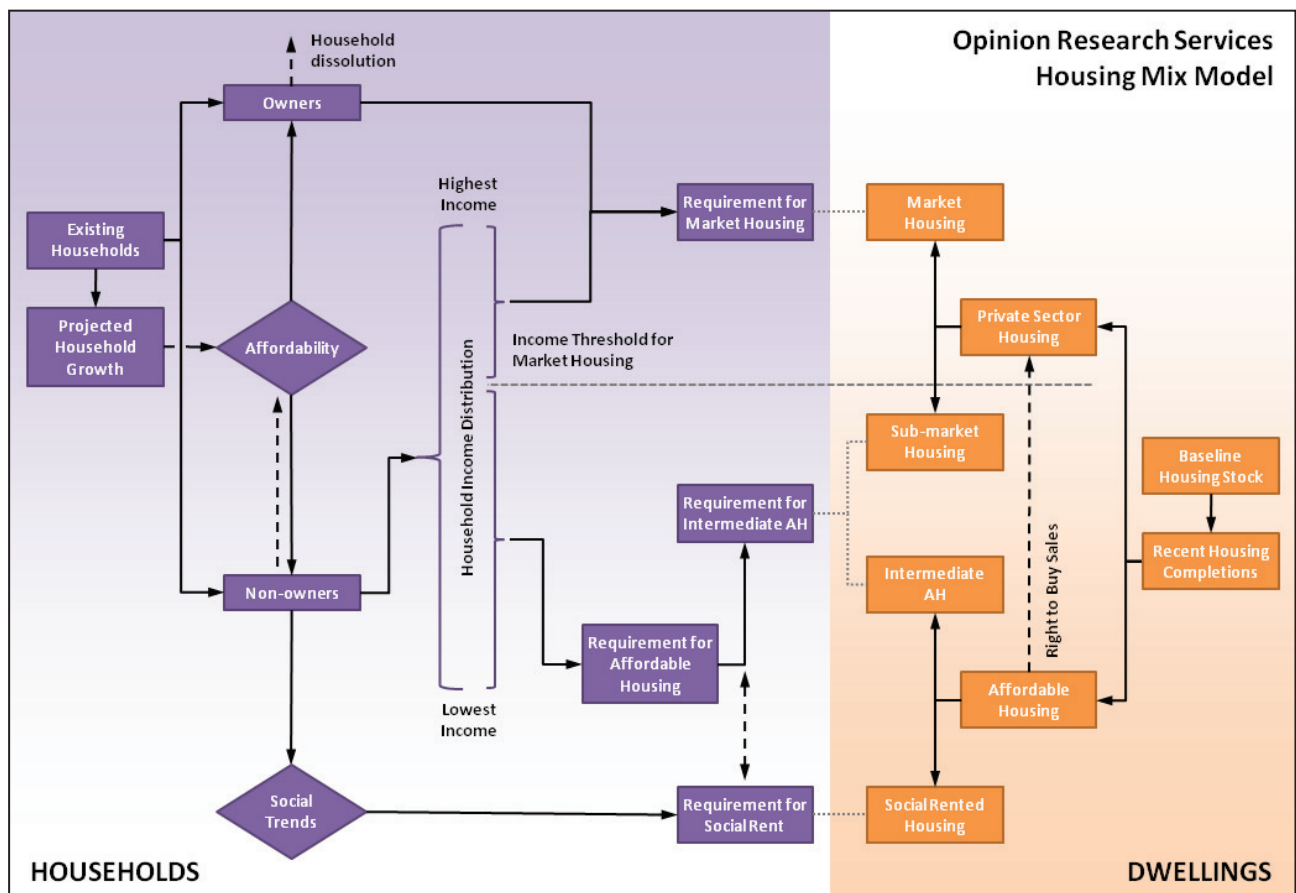 Opinion Research Services
Housing Mix Model
Household
dissolution
Owners
Highest
Income
Requirement for
Market Housing
Market
Housing
Existing
Households
Projected
Household
Growth
Affordability
Income Threshold for
Market Housing
Private Sector
Housing
Household Income Distribution
Sub-market
Housing
Baseline
Housing Stock
Requirement for
Intermediate AH
Recent Housing
Completions
Intermediate
AH
Non-owners
Right to Buy Sales
Requirement for
Affordable
Housing
Affordable
Housing
Lowest
Income
Social
Trends
Requirement for
Social Rent
Social Rented
Housing
HOUSEHOLDS
DWELLINGS